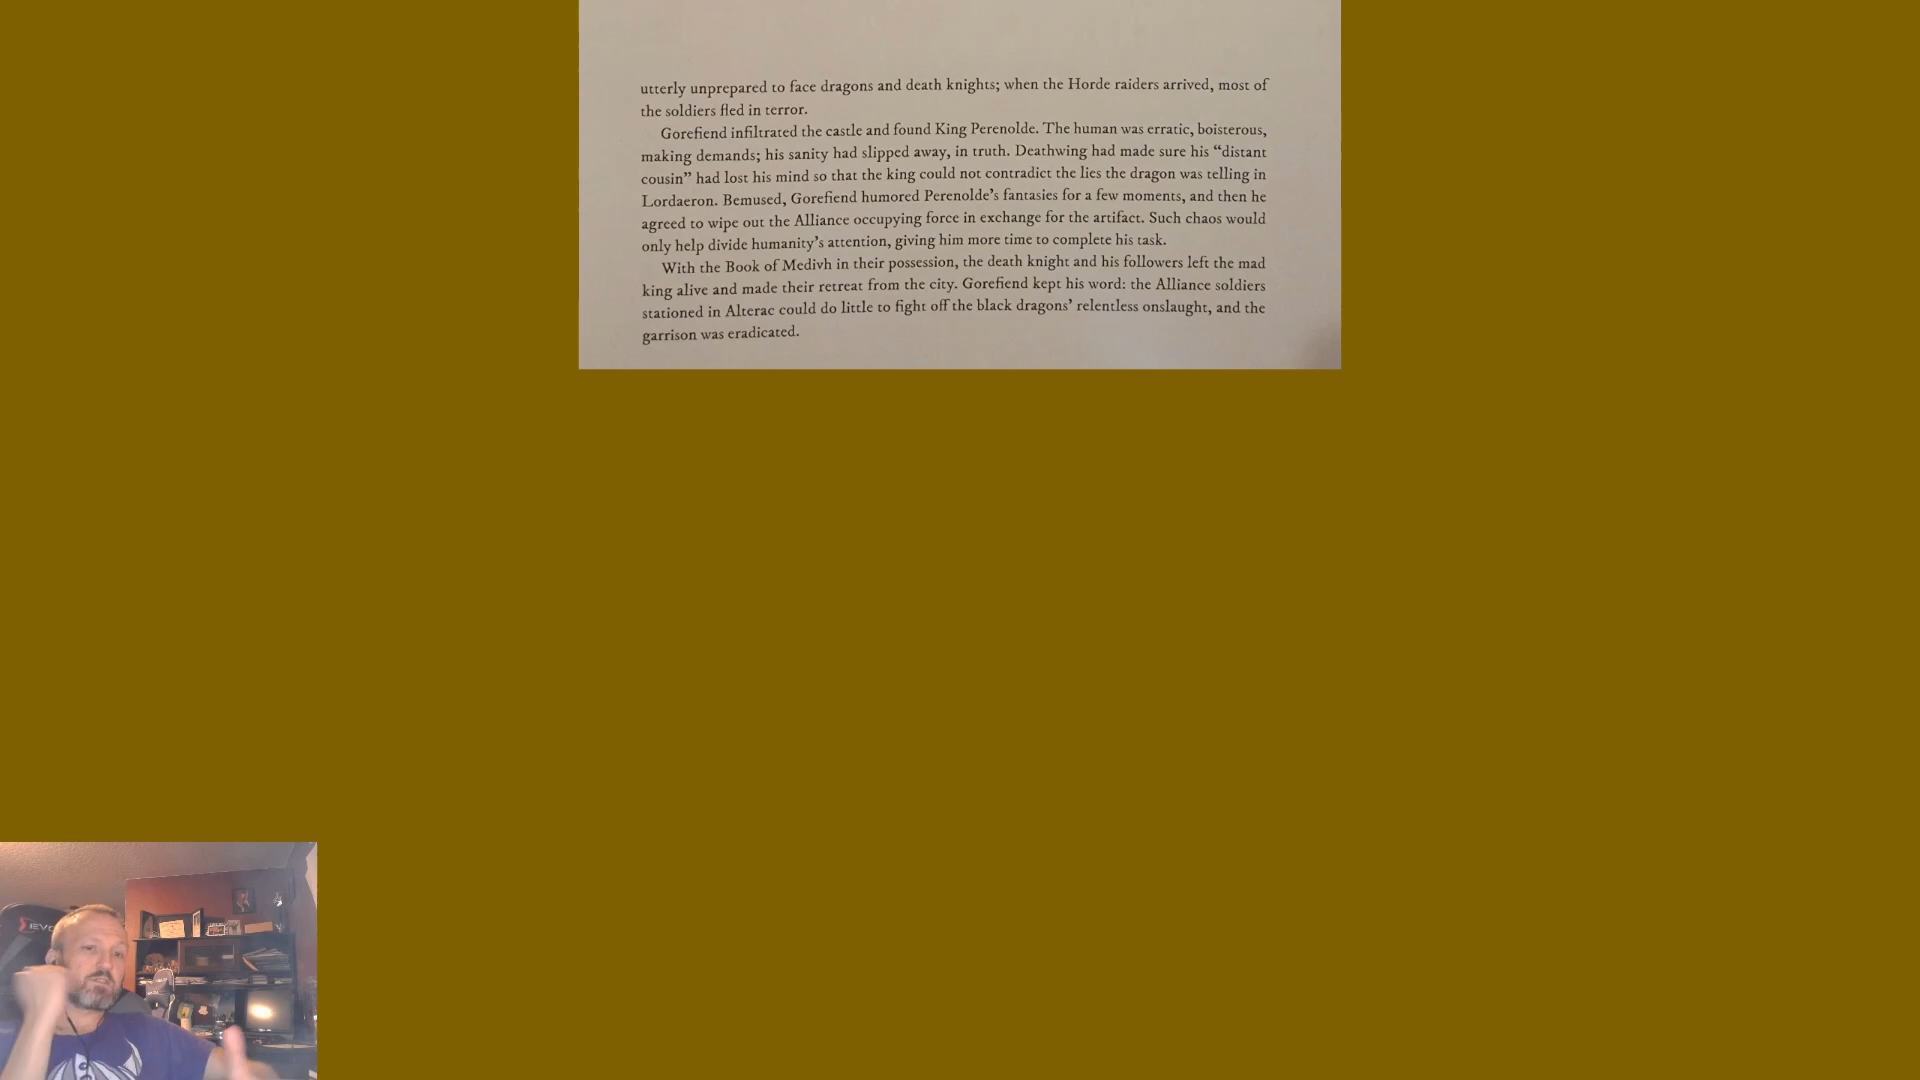 utterly unprepared to face dragons and death knights; when the Horde raiders arrived, most of
the soldiers fled in terror.
Gorefiend infiltrated the castle and found King Perenolde. The human was erratic, boisterous,
making demands; his sanity had slipped away, in truth. Deathwing had made sure his “distant
cousin” had lost his mind so that the king could not contradict the lies the dragon was telling in
Lordaeron. Bemused, Gorefiend humored Perenolde’s fantasies for a few moments, and then he
agreed to wipe out the Alliance occupying force in exchange for the artifact. Such chaos would
only help divide humanity’s attention, giving him more time to complete his task.
With the Book of Medivh in their possession, the death knight and his followers left the mad
king alive and made their retreat from the city. Gorefiend kept his word: the Alliance soldiers
stationed in Alterac could do little to fight off the black dragons’ relentless onslaught, and the
garrison was eradicated.